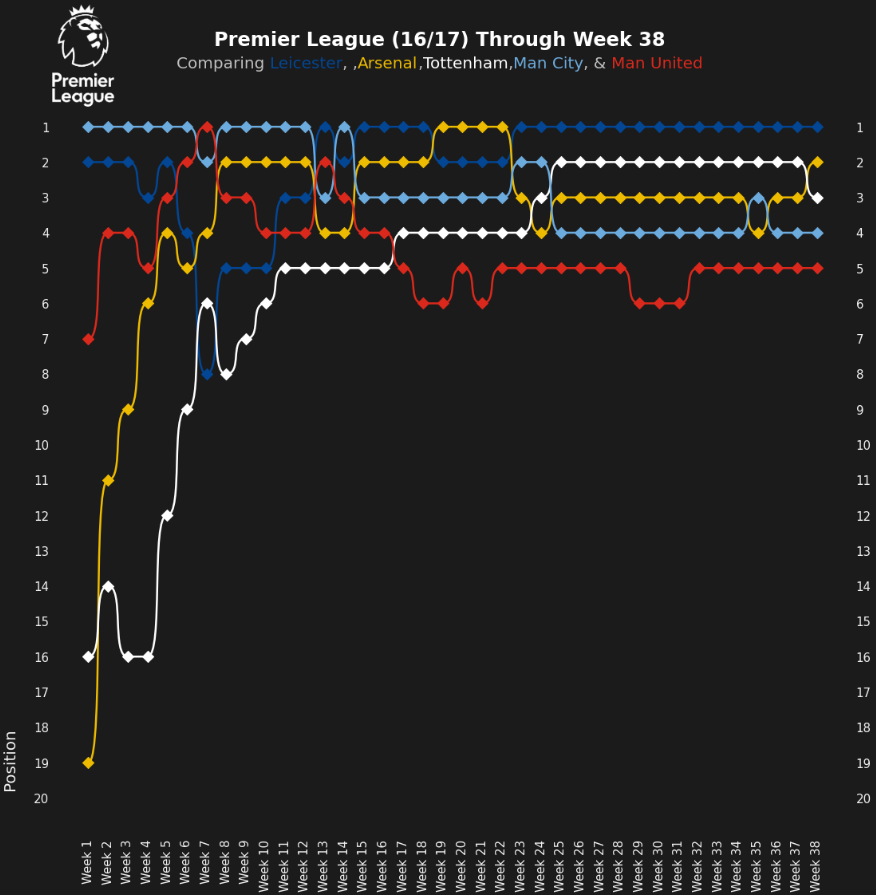 Premier League (16/17) Through Week 38
Comparing Leicester, ,Arsenal,Tottenham,Man City, & Man United
Premier
League
1 1
2 2
3 3
4 4
5 5
6 6
7 7
8 8
9 9
10 10
11 11
12 12
13 13
14 14
15 15
16 16
17 17
18 18
19 19
20 20
Position
Week 1
Week 2
Week 3
Week 4
Week 5
Week 6
Week 7
Week 8
Week 9
Week 10
Week 11
Week 12
Week 13
Week 14
Week 15
Week 16
Week 17
Week 18
Week 19
Week 20
Week 21
Week 22
Week 23
Week 24
Week 25
Week 26
Week 27
Week 28
Week 29
Week 30
Week 31
Week 32
Week 33
Week 34
Week 35
Week 36
Week 37
Week 38